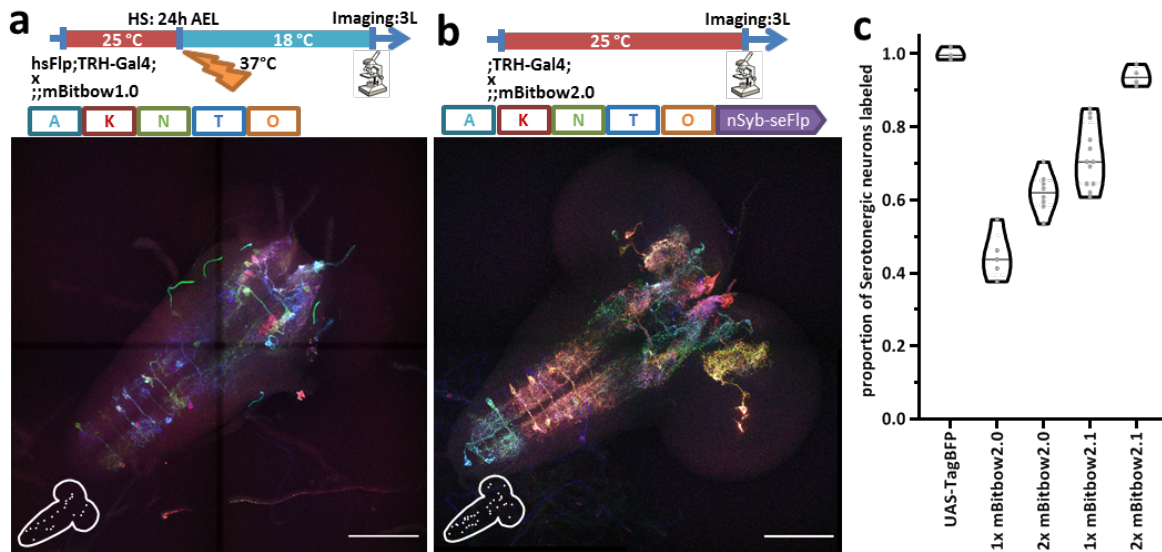 a
HS: 24h AEL
Imaging:3L
25 °C
18 °C
37°C
hsFlp;TRH-Gal4;
x
;;mBitbow1.0
A K N T O
b
Imaging:3L
25 °C
;TRH-Gal4;
x
;;mBitbow2.0
A K N T O nSyb-seFlp
c
proportion of Serotonergic neurons labeled
1.0
0.8
0.6
0.4
0.2
0.0
UAS-TagBFP
1x mBitbow2.0
2x mBitbow2.0
1x mBitbow2.1
2x mBitbow2.1